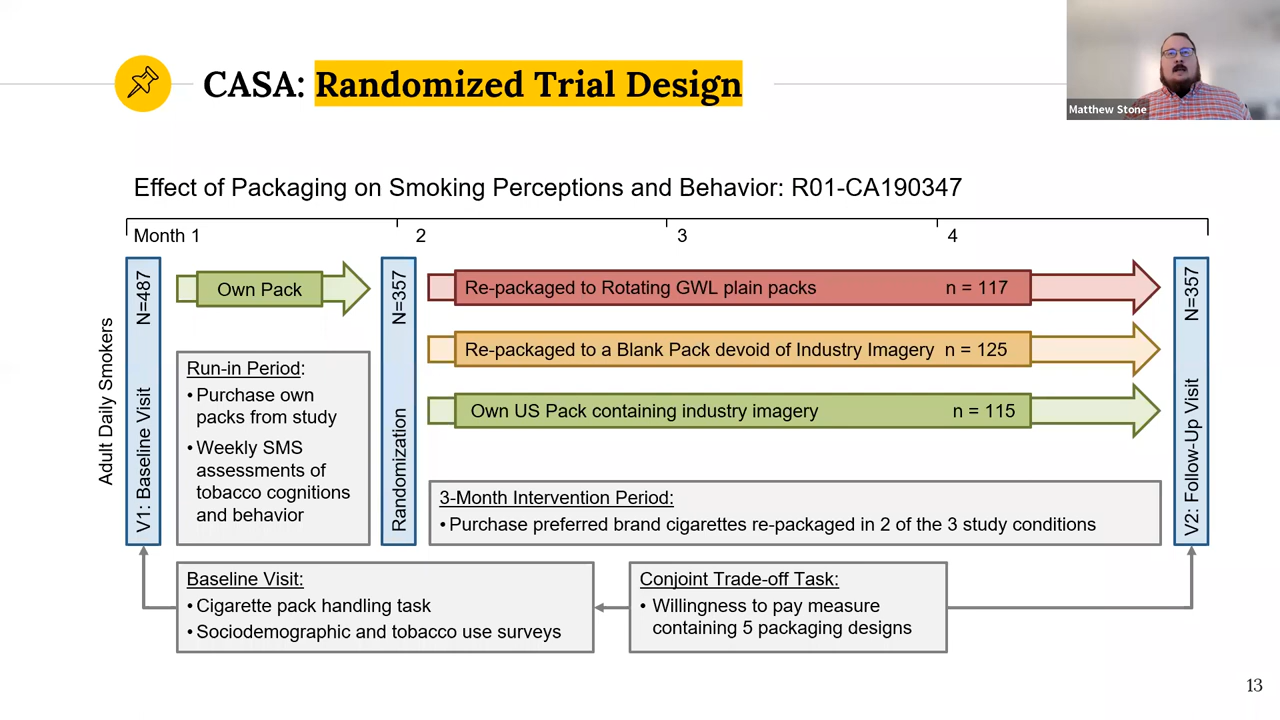 CASA: Randomized Trial Design
Matthew Stone
Effect of Packaging on Smoking Perceptions and Behavior: R01-CA190347
Month 1
2
3
4
Adult Daily Smokers
V1: Baseline Visit N=487
Own Pack
Run-in Period:
• Purchase own
packs from study
• Weekly SMS
assessments of
tobacco cognitions
and behavior
Randomization N=357
Re-packaged to Rotating GWL plain packs n = 117
Re-packaged to a Blank Pack devoid of Industry Imagery n = 125
Own US Pack containing industry imagery n = 115
3-Month Intervention Period:
• Purchase preferred brand cigarettes re-packaged in 2 of the 3 study conditions
V2: Follow-Up Visit N=357
Baseline Visit:
• Cigarette pack handling task
• Sociodemographic and tobacco use surveys
Conjoint Trade-off Task:
• Willingness to pay measure
containing 5 packaging designs
13